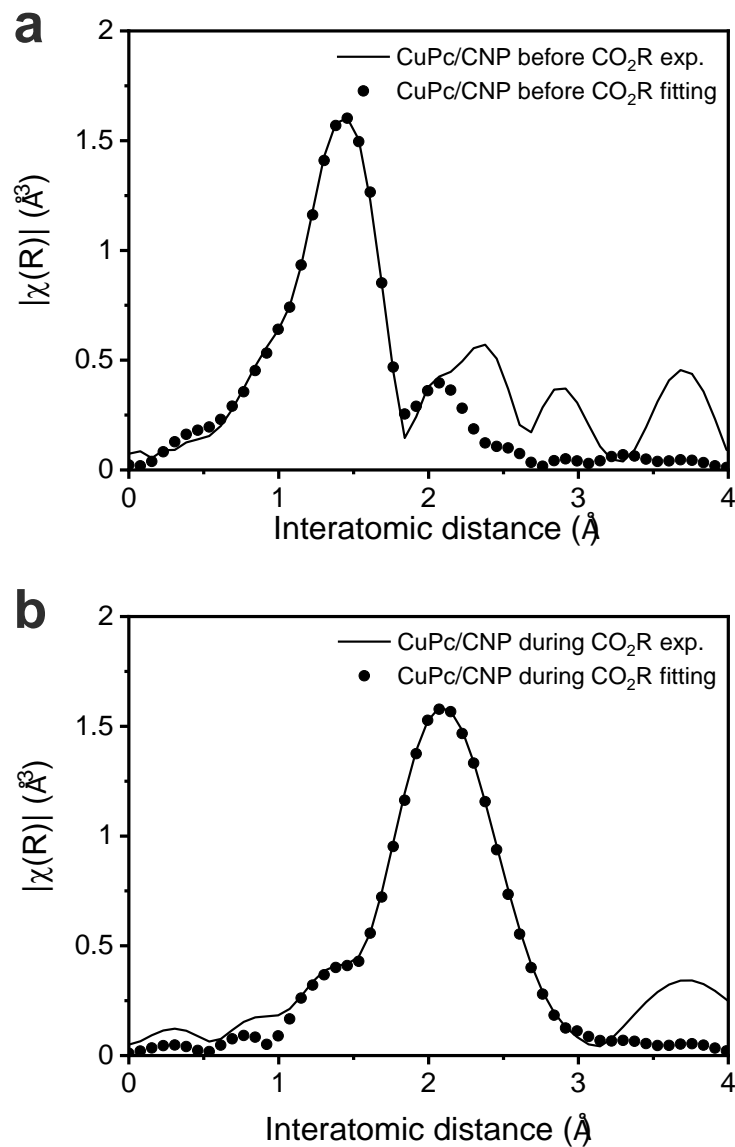 a
CuPc/CNP before CO₂R exp.
CuPc/CNP before CO₂R fitting
2
1.5
1
0.5
0
|χ(R)| (Å³)
0 1 2 3 4
Interatomic distance (Å)
b
CuPc/CNP during CO₂R exp.
CuPc/CNP during CO₂R fitting
2
1.5
1
0.5
0
|χ(R)| (Å³)
0 1 2 3 4
Interatomic distance (Å)